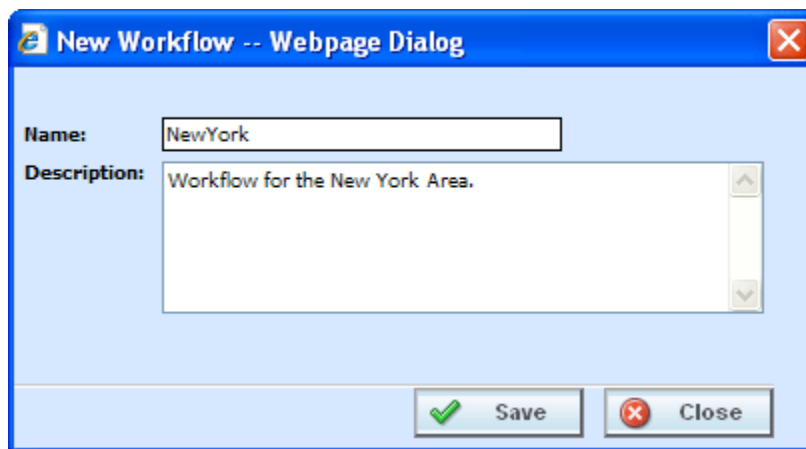 New Workflow -- Webpage Dialog
Name: NewYork
Description: Workflow for the New York Area.
Save Close